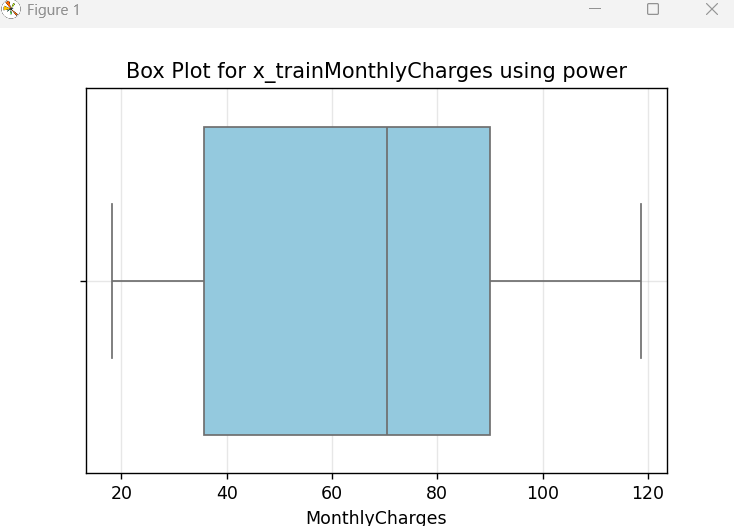 Figure 1
Box Plot for x_trainMonthlyCharges using power
20 40 60 80 100 120
MonthlyCharges